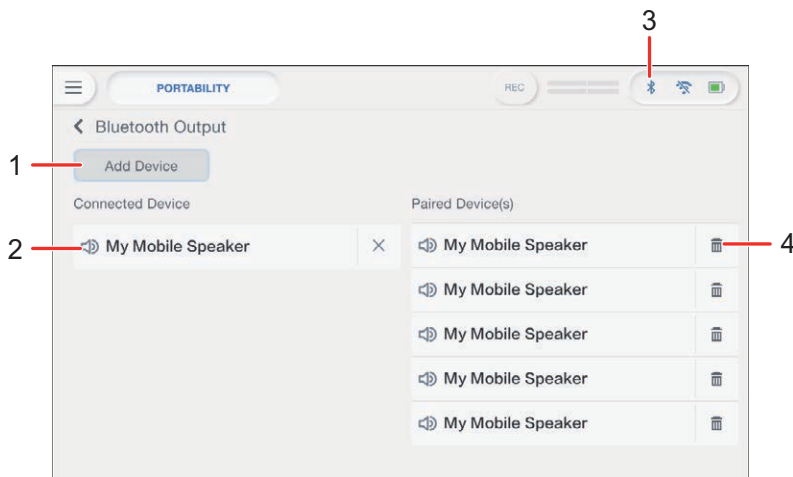 3
PORTABILITY
REC
Bluetooth Output
1
Add Device
Connected Device
Paired Device(s)
2
My Mobile Speaker
My Mobile Speaker
4
My Mobile Speaker
My Mobile Speaker
My Mobile Speaker
My Mobile Speaker